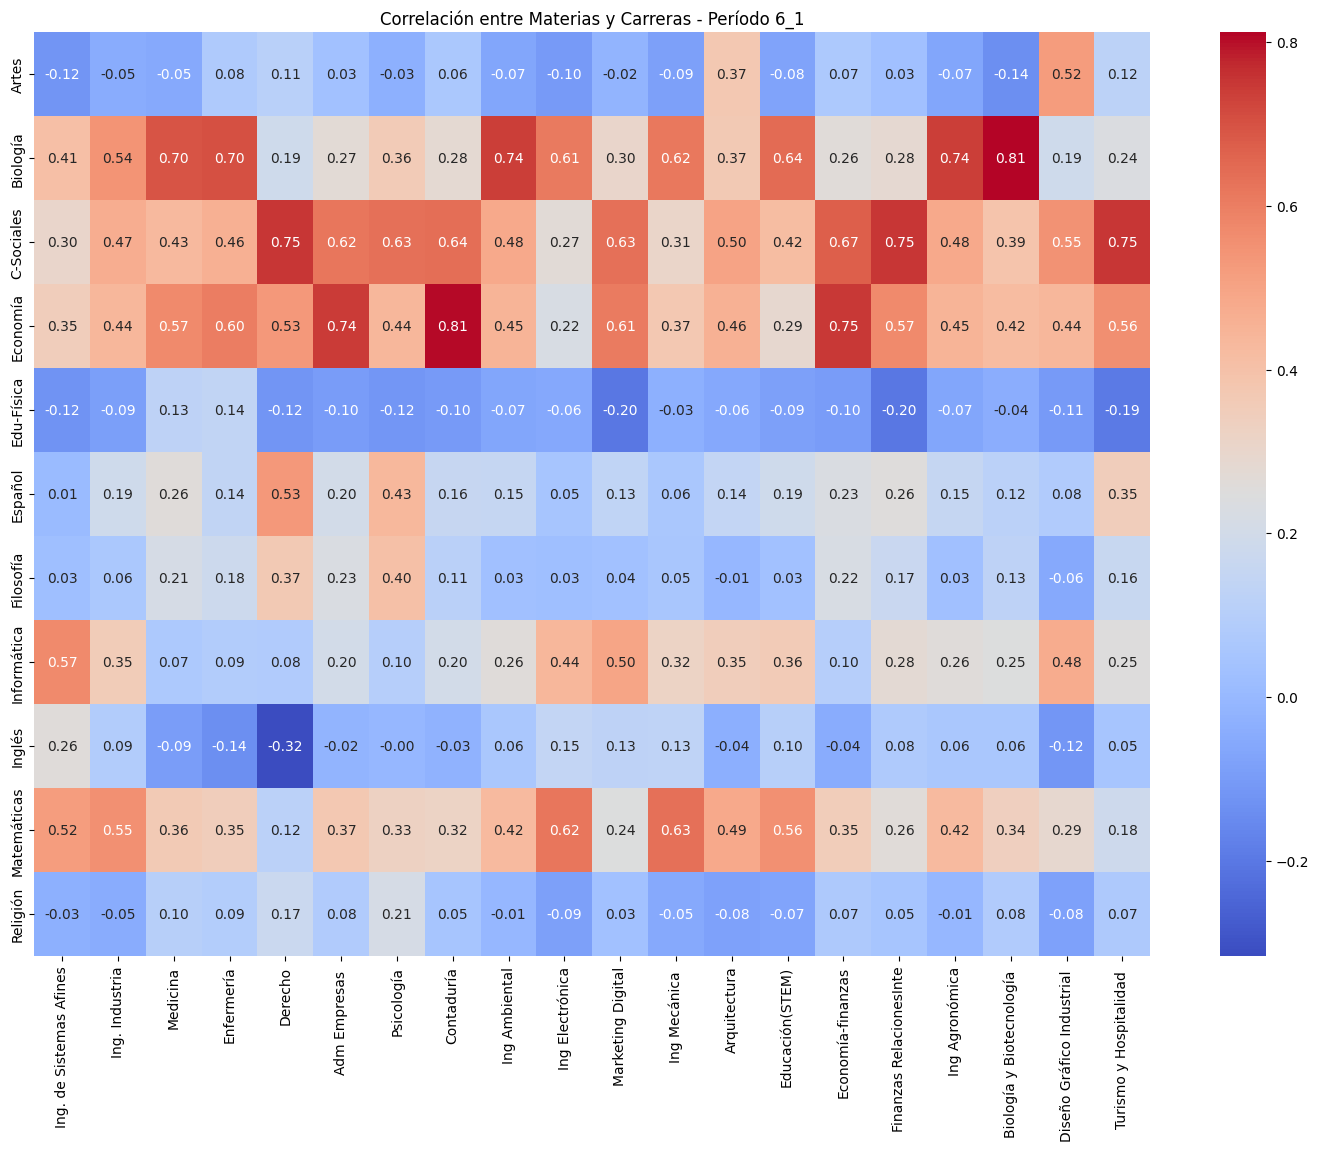 Correlación entre Materias y Carreras - Período 6_1
Artes -0.12 -0.05 -0.05 0.08 0.11 0.03 -0.03 0.06 -0.07 -0.10 -0.02 -0.09 0.37 -0.08 0.07 0.03 -0.07 -0.14 0.52 0.12
Biología 0.41 0.54 0.70 0.70 0.19 0.27 0.36 0.28 0.74 0.61 0.30 0.62 0.37 0.64 0.26 0.28 0.74 0.81 0.19 0.24
C-Sociales 0.30 0.47 0.43 0.46 0.75 0.62 0.63 0.64 0.48 0.27 0.63 0.31 0.50 0.42 0.67 0.75 0.48 0.39 0.55 0.75
Economía 0.35 0.44 0.57 0.60 0.53 0.74 0.44 0.81 0.45 0.22 0.61 0.37 0.46 0.29 0.75 0.57 0.45 0.42 0.44 0.56
Edu-Física -0.12 -0.09 0.13 0.14 -0.12 -0.10 -0.12 -0.10 -0.07 -0.06 -0.20 -0.03 -0.06 -0.09 -0.10 -0.20 -0.07 -0.04 -0.11 -0.19
Español 0.01 0.19 0.26 0.14 0.53 0.20 0.43 0.16 0.15 0.05 0.13 0.06 0.14 0.19 0.23 0.26 0.15 0.12 0.08 0.35
Filosofía 0.03 0.06 0.21 0.18 0.37 0.23 0.40 0.11 0.03 0.03 0.04 0.05 -0.01 0.03 0.22 0.17 0.03 0.13 -0.06 0.16
Informática 0.57 0.35 0.07 0.09 0.08 0.20 0.10 0.20 0.26 0.44 0.50 0.32 0.35 0.36 0.10 0.28 0.26 0.25 0.48 0.25
Inglés 0.26 0.09 -0.09 -0.14 -0.32 -0.02 -0.00 -0.03 0.06 0.15 0.13 0.13 -0.04 0.10 -0.04 0.08 0.06 0.06 -0.12 0.05
Matemáticas 0.52 0.55 0.36 0.35 0.12 0.37 0.33 0.32 0.42 0.62 0.24 0.63 0.49 0.56 0.35 0.26 0.42 0.34 0.29 0.18
Religión -0.03 -0.05 0.10 0.09 0.17 0.08 0.21 0.05 -0.01 -0.09 0.03 -0.05 -0.08 -0.07 0.07 0.05 -0.01 0.08 -0.08 0.07
Ing. de Sistemas Afines
Ing. Industria
Medicina
Enfermería
Derecho
Adm Empresas
Psicología
Contaduría
Ing Ambiental
Ing Electrónica
Marketing Digital
Ing Mecánica
Arquitectura
Educación(STEM)
Economía-finanzas
Finanzas RelacionesInte
Ing Agronómica
Biología y Biotecnología
Diseño Gráfico Industrial
Turismo y Hospitalidad
0.8
0.6
0.4
0.2
0.0
−0.2